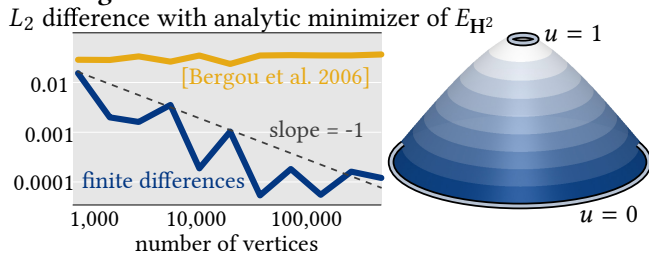 L₂ difference with analytic minimizer of E_H²
0.01
0.001
0.0001
[Bergou et al. 2006]
slope = -1
finite differences
1,000
10,000
100,000
number of vertices
u = 1
u = 0